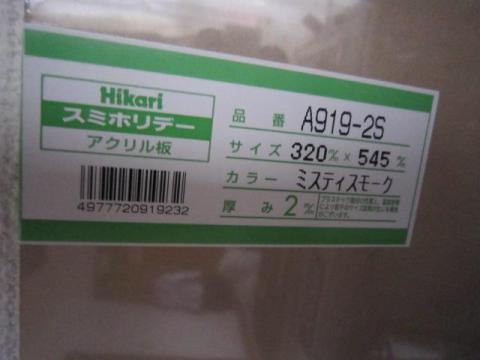 Hikari
スミホリデー
アクリル板
4977720919232
品番 A919-2S
サイズ 320㎜×545㎜
カラー ミスティスモーク
厚み 2㎜